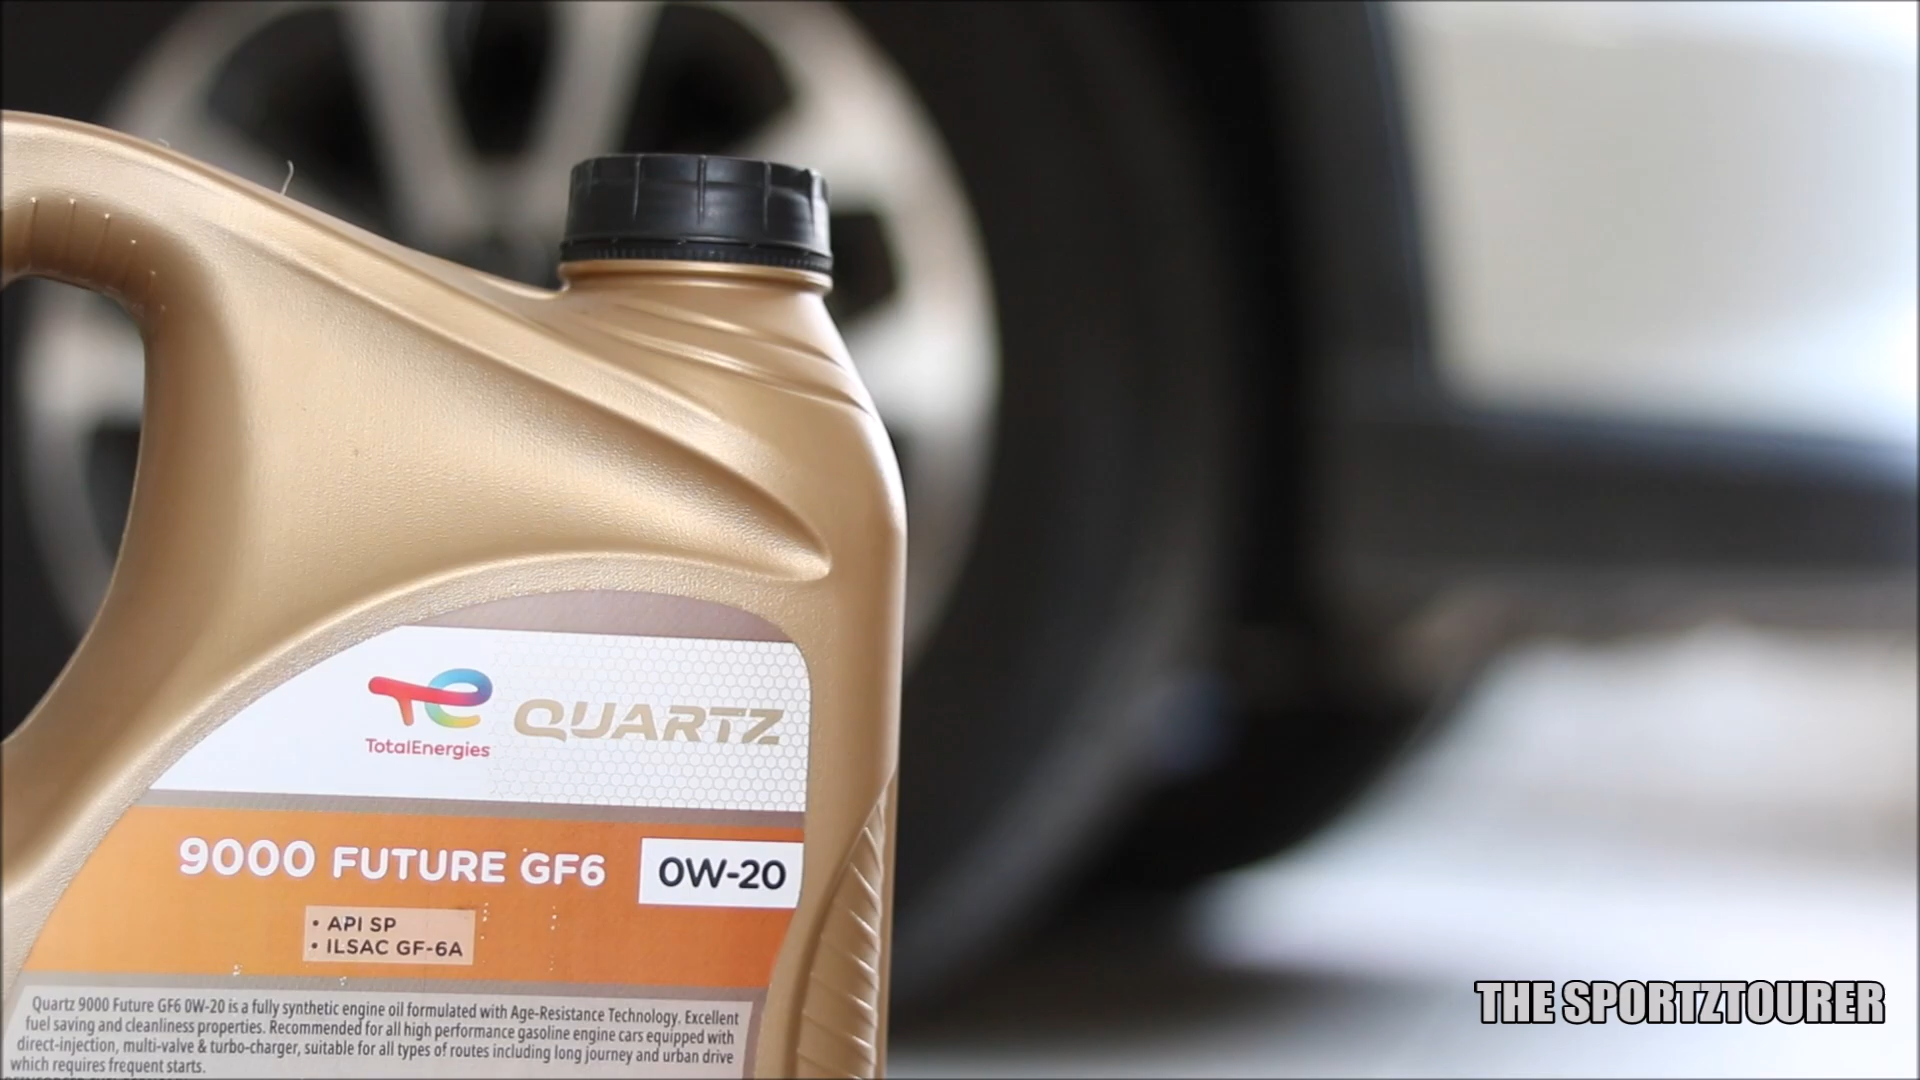 TotalEnergies
QUARTZ
9000 FUTURE GF6
0W-20
• API SP
• ILSAC GF-6A
Quartz 9000 Future GF6 0W-20 is a fully synthetic engine oil formulated with Age-Resistance Technology. Excellent
fuel saving and cleanliness properties. Recommended for all high performance gasoline engine cars equipped with
direct-injection, multi-valve & turbo-charger, suitable for all types of routes including long journey and urban drive
which requires frequent starts.
THE SPORTZTOURER